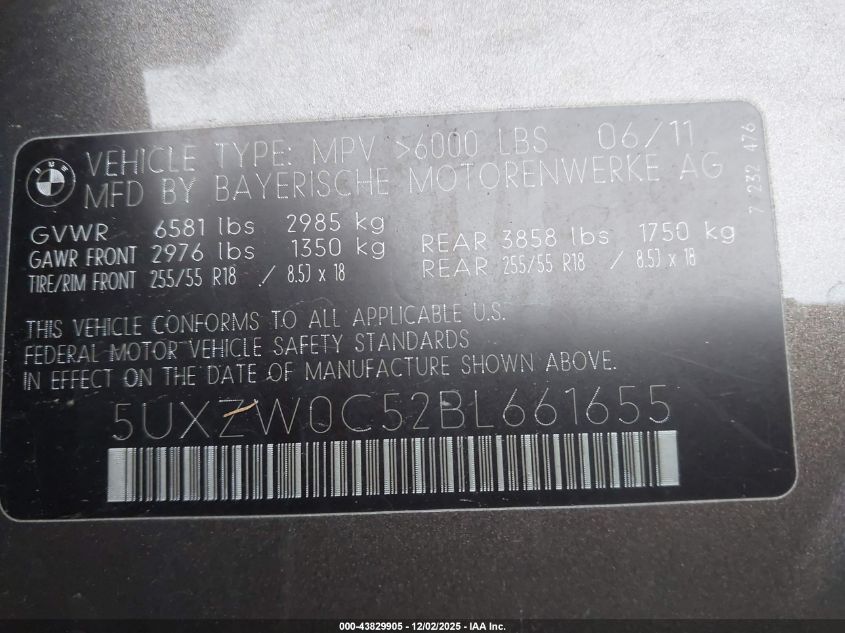 BMW
VEHICLE TYPE: MPV >6000 LBS 06/11
MFD BY BAYERISCHE MOTORENWERKE AG
7 232 476
GVWR 6581 lbs 2985 kg
GAWR FRONT 2976 lbs 1350 kg REAR 3858 lbs 1750 kg
TIRE/RIM FRONT 255/55 R18 / 8.5J x 18 REAR 255/55 R18 / 8.5J x 18
THIS VEHICLE CONFORMS TO ALL APPLICABLE U.S.
FEDERAL MOTOR VEHICLE SAFETY STANDARDS
IN EFFECT ON THE DATE OF MANUFACTURE SHOWN ABOVE.
5UXZW0C52BL661655
000-43829905 - 12/02/2025 - IAA Inc.